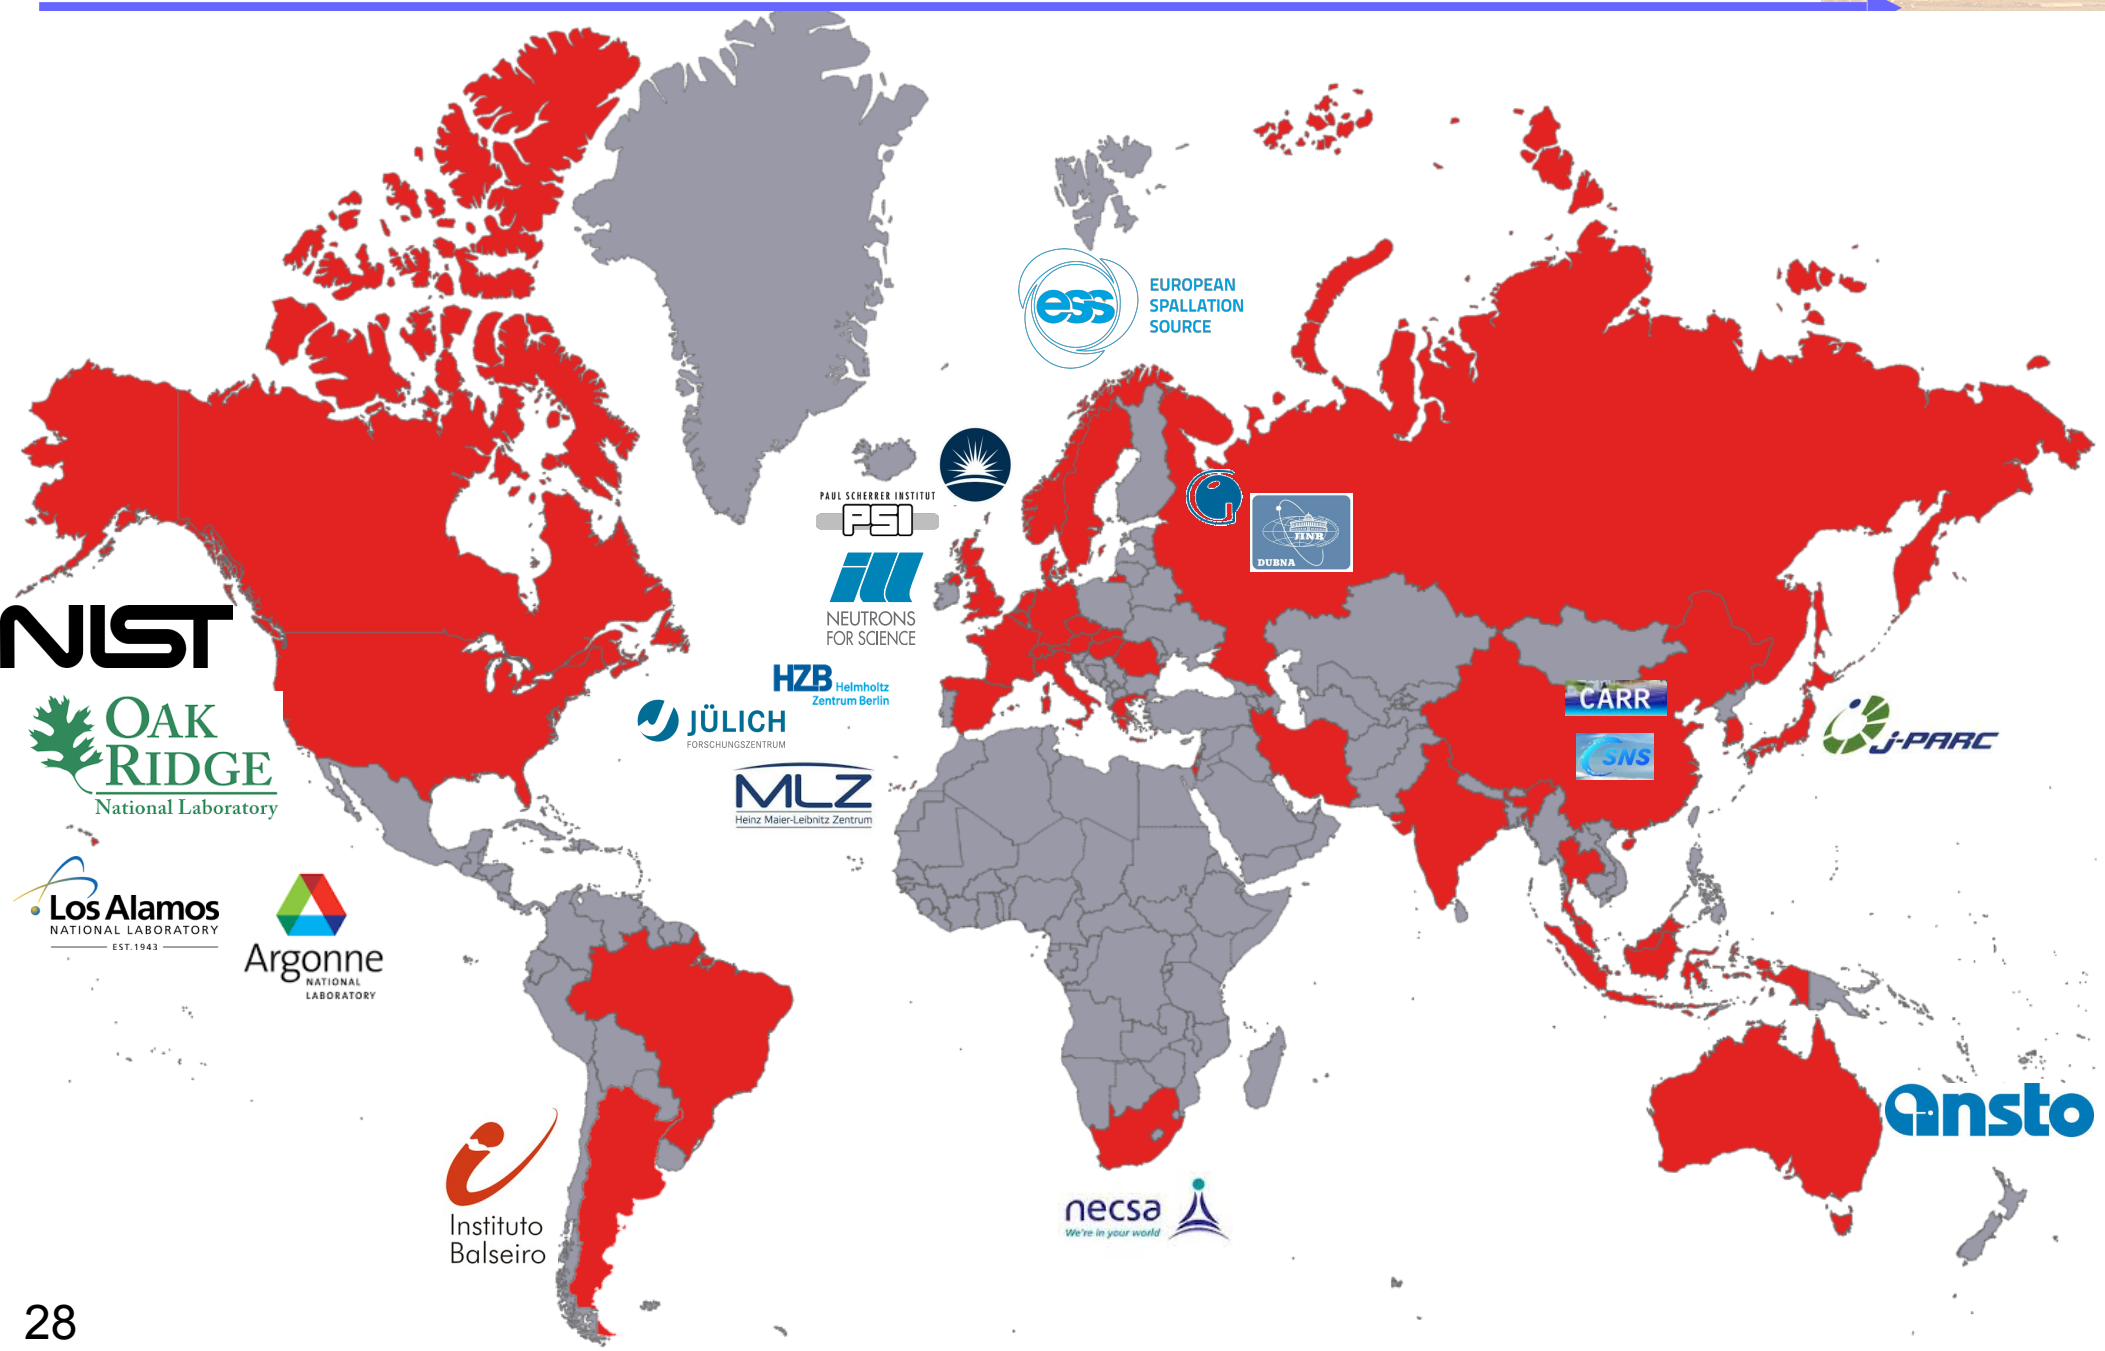 EUROPEAN
SPALLATION
SOURCE
ess
PAUL SCHERRER INSTITUT
PSI
NEUTRONS
FOR SCIENCE
JINR
DUBNA
NIST
OAK
RIDGE
National Laboratory
HZB Helmholtz
Zentrum Berlin
JÜLICH
FORSCHUNGSZENTRUM
MLZ
Heinz Maier-Leibnitz Zentrum
CARR
CSNS
J-PARC
Los Alamos
NATIONAL LABORATORY
EST. 1943
Argonne
NATIONAL
LABORATORY
ansto
Instituto
Balseiro
necsa
We're in your world
28